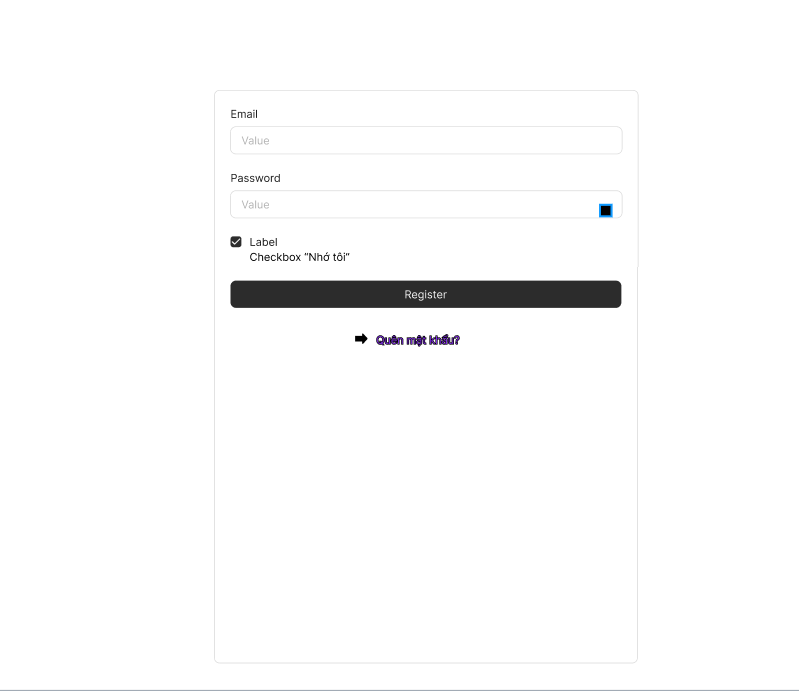 Email
Value
Password
Value
Label
Checkbox “Nhớ tôi”
Register
Quên mật khẩu?